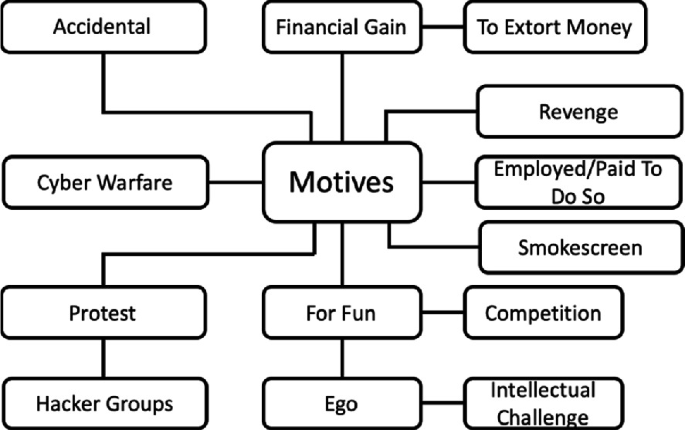 Accidental
Financial Gain
To Extort Money
Revenge
Cyber Warfare
Motives
Employed/Paid To
Do So
Smokescreen
Protest
For Fun
Competition
Hacker Groups
Ego
Intellectual
Challenge